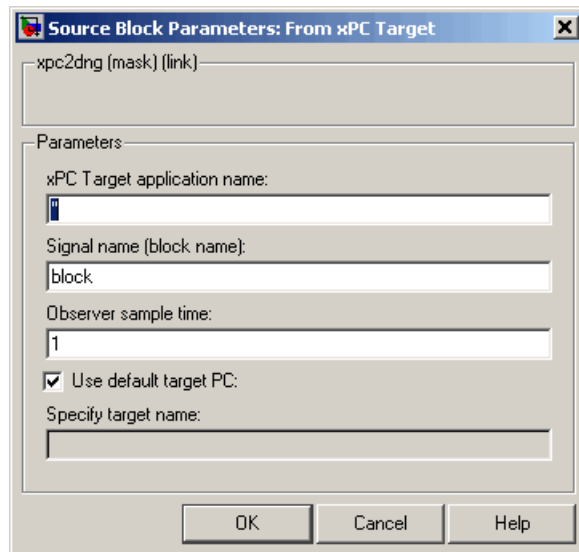 Source Block Parameters: From xPC Target
xpc2dng (mask) (link)
Parameters
xPC Target application name:
''
Signal name (block name):
block
Observer sample time:
1
Use default target PC:
Specify target name:
OK Cancel Help